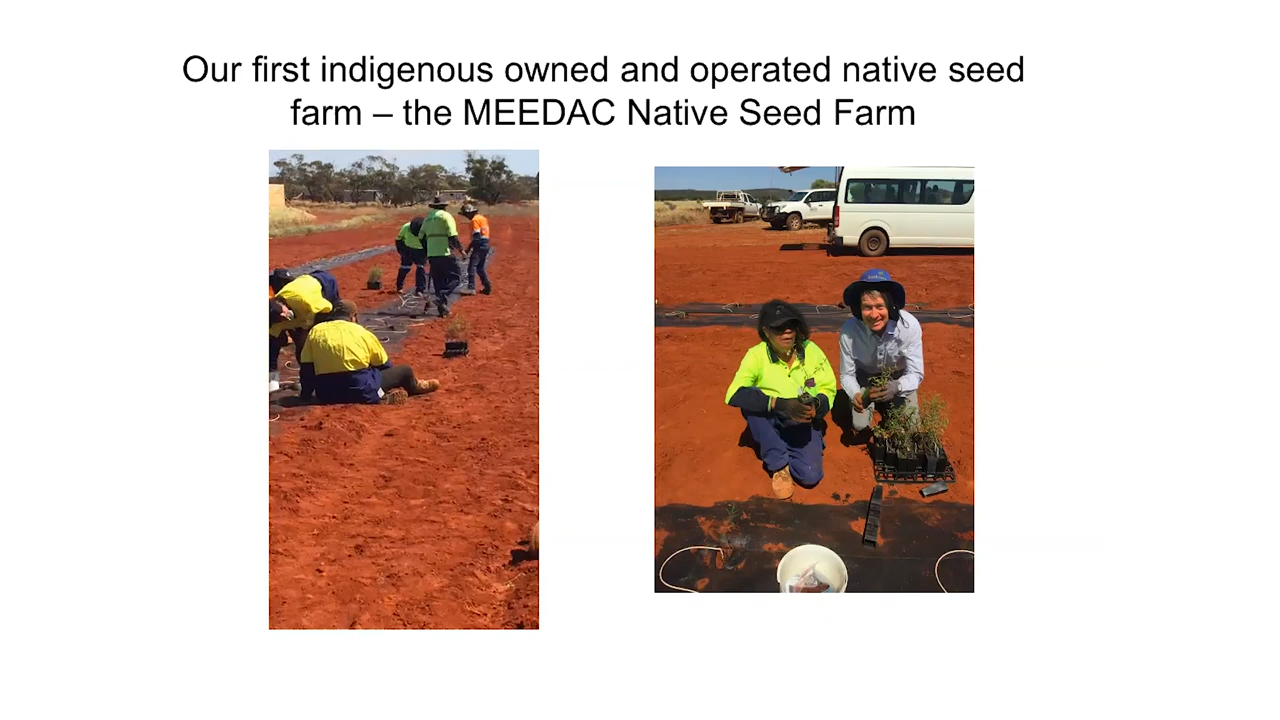 Our first indigenous owned and operated native seed
farm – the MEEDAC Native Seed Farm